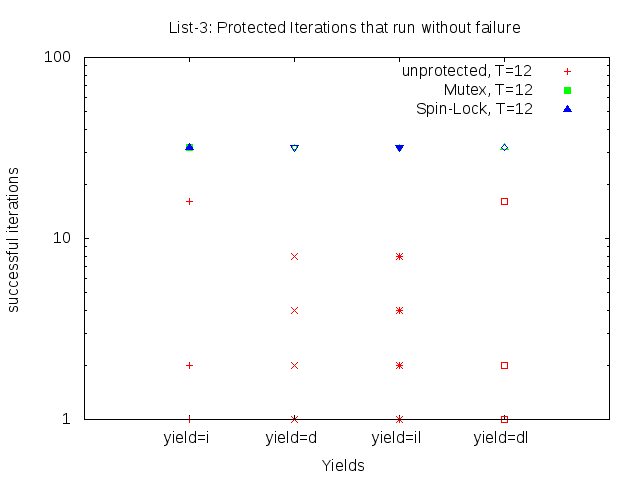 List-3: Protected Iterations that run without failure
100
unprotected, T=12
Mutex, T=12
Spin-Lock, T=12
successful iterations
10
1
yield=i yield=d yield=il yield=dl
Yields